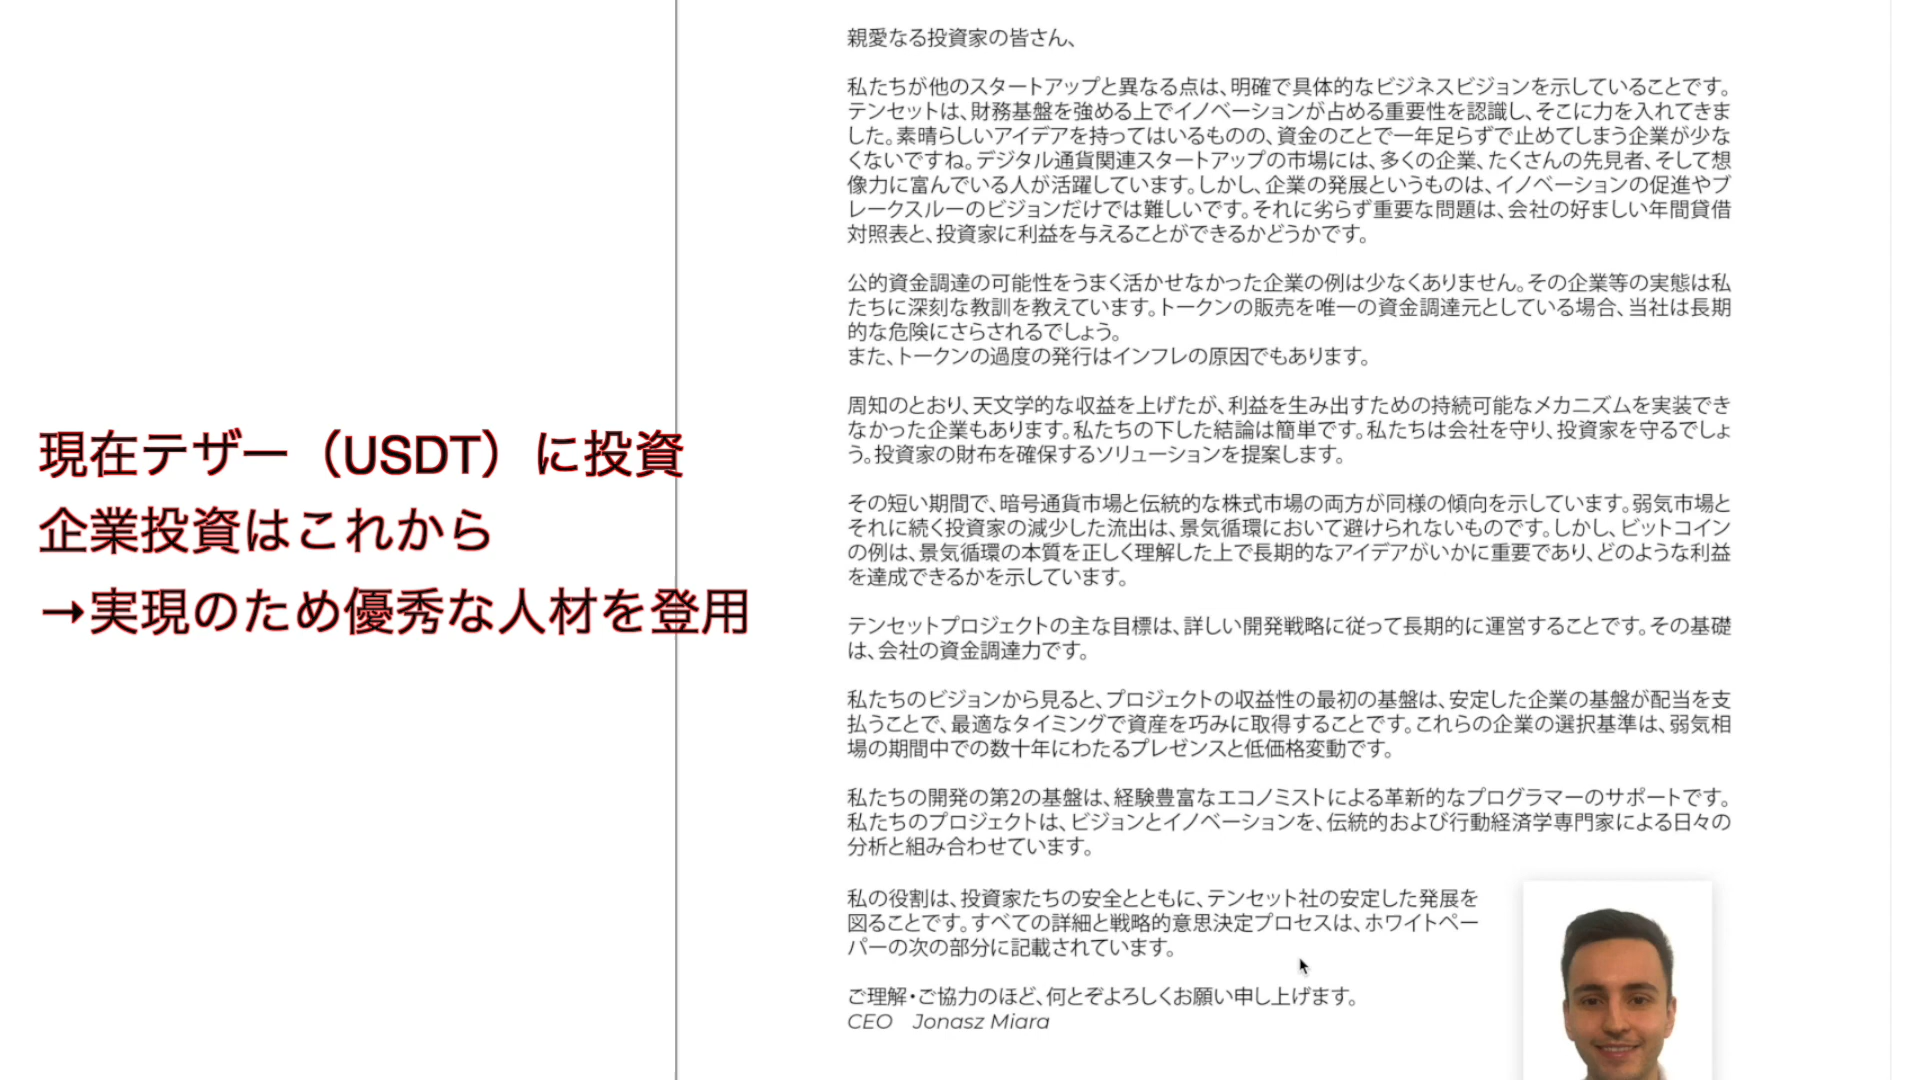 現在テザー（USDT）に投資
企業投資はこれから
→実現のため優秀な人材を登用
親愛なる投資家の皆さん、
私たちが他のスタートアップと異なる点は、明確で具体的なビジネスビジョンを示していることです。
テンセットは、財務基盤を強める上でイノベーションが占める重要性を認識し、そこに力を入れてきま
した。素晴らしいアイデアを持ってはいるものの、資金のことで一年足らずで止めてしまう企業が少な
くないですね。デジタル通貨関連スタートアップの市場には、多くの企業、たくさんの先見者、そして想
像力に富んでいる人が活躍しています。しかし、企業の発展というものは、イノベーションの促進やブ
レークスルーのビジョンだけでは難しいです。それに劣らず重要な問題は、会社の好ましい年間貸借
対照表と、投資家に利益を与えることができるかどうかです。
公的資金調達の可能性をうまく活かせなかった企業の例は少なくありません。その企業等の実態は私
たちに深刻な教訓を教えています。トークンの販売を唯一の資金調達元としている場合、当社は長期
的な危険にさらされるでしょう。
また、トークンの過度の発行はインフレの原因でもあります。
周知のとおり、天文学的な収益を上げたが、利益を生み出すための持続可能なメカニズムを実装でき
なかった企業もあります。私たちの下した結論は簡単です。私たちは会社を守り、投資家を守るでしょ
う。投資家の財布を確保するソリューションを提案します。
その短い期間で、暗号通貨市場と伝統的な株式市場の両方が同様の傾向を示しています。弱気市場と
それに続く投資家の減少した流出は、景気循環において避けられないものです。しかし、ビットコイン
の例は、景気循環の本質を正しく理解した上で長期的なアイデアがいかに重要であり、どのような利益
を達成できるかを示しています。
テンセットプロジェクトの主な目標は、詳しい開発戦略に従って長期的に運営することです。その基礎
は、会社の資金調達力です。
私たちのビジョンから見ると、プロジェクトの収益性の最初の基盤は、安定した企業の基盤が配当を支
払うことで、最適なタイミングで資産を巧みに取得することです。これらの企業の選択基準は、弱気相
場の期間中での数十年にわたるプレゼンスと低価格変動です。
私たちの開発の第2の基盤は、経験豊富なエコノミストによる革新的なプログラマーのサポートです。
私たちのプロジェクトは、ビジョンとイノベーションを、伝統的および行動経済学専門家による日々の
分析と組み合わせています。
私の役割は、投資家たちの安全とともに、テンセット社の安定した発展を
図ることです。すべての詳細と戦略的意思決定プロセスは、ホワイトペー
パーの次の部分に記載されています。
ご理解・ご協力のほど、何とぞよろしくお願い申し上げます。
CEO Jonasz Miara